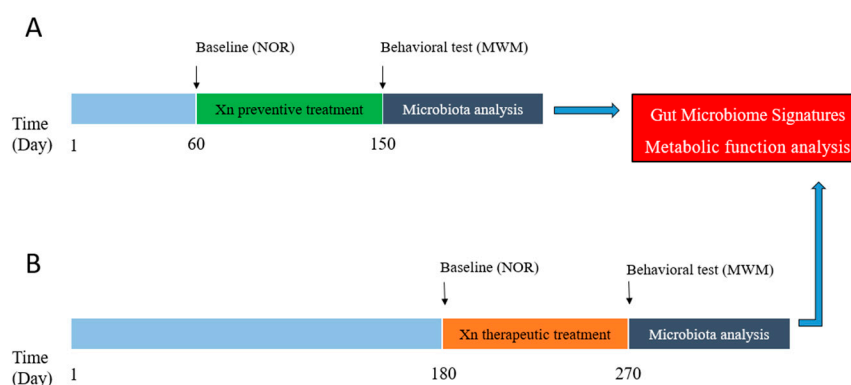 A
Baseline (NOR)
Behavioral test (MWM)
Xn preventive treatment
Microbiota analysis
Gut Microbiome Signatures
Metabolic function analysis
Time
(Day)
1
60
150
B
Baseline (NOR)
Behavioral test (MWM)
Xn therapeutic treatment
Microbiota analysis
Time
(Day)
1
180
270